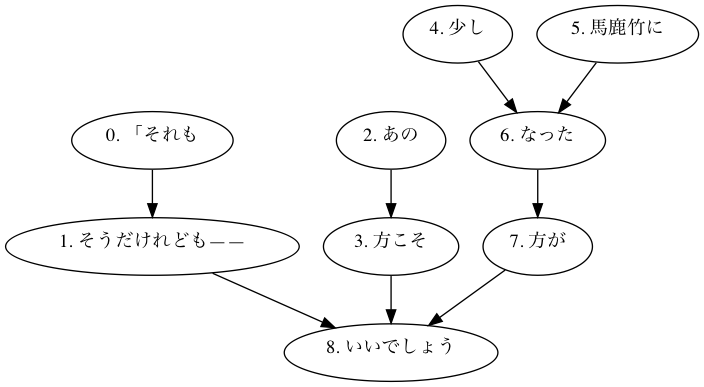 4. 少し
5. 馬鹿竹に
0. 「それも
2. あの
6. なった
1. そうだけれども——
3. 方こそ
7. 方が
8. いいでしょう